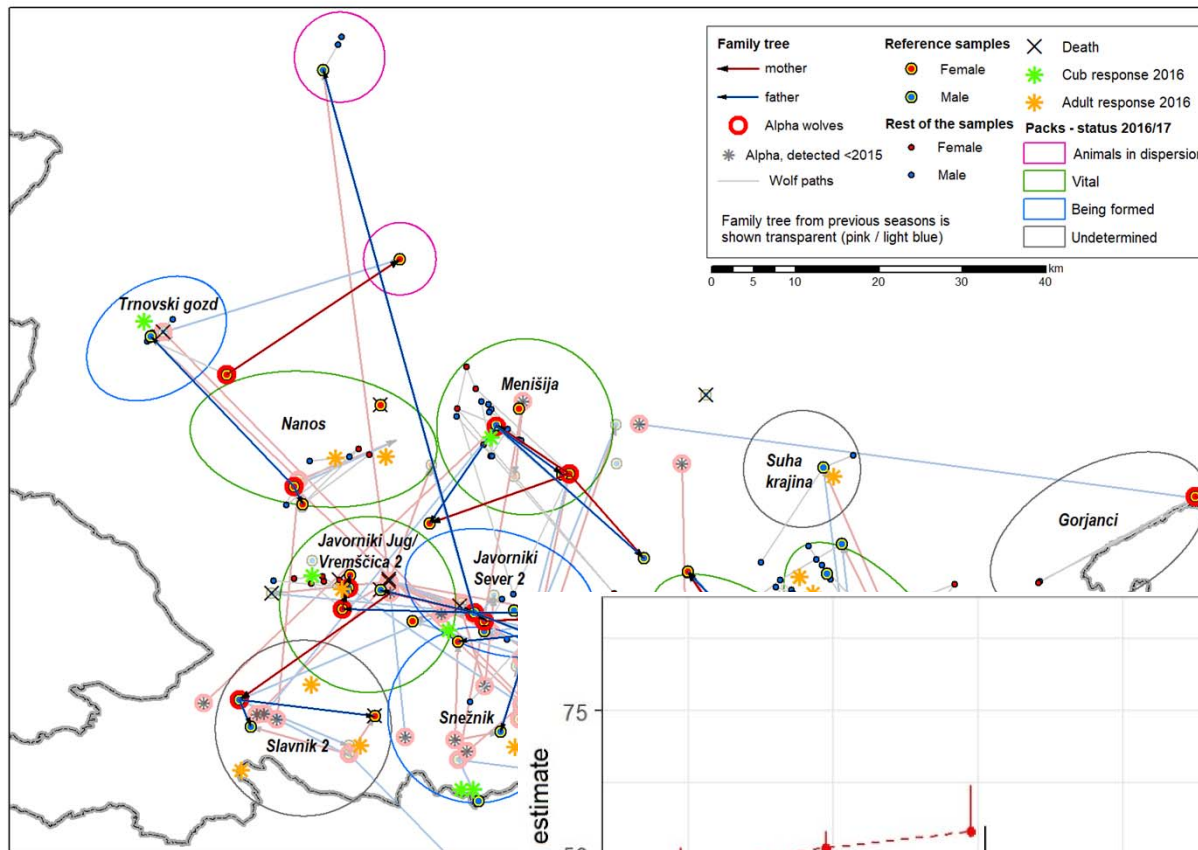 Family tree
mother
father
Alpha wolves
Alpha, detected <2015
Wolf paths
Family tree from previous seasons is
shown transparent (pink / light blue)
Reference samples
Female
Male
Rest of the samples
Female
Male
Death
Cub response 2016
Adult response 2016
Packs - status 2016/17
Animals in dispersion
Vital
Being formed
Undetermined
0 5 10 20 30 40
km
Trnovski gozd
Nanos
Menišija
Suha
krajina
Gorjanci
Javorniki Jug/
Vremščica 2
Javorniki
Sever 2
Slavnik 2
Snežnik
75
estimate